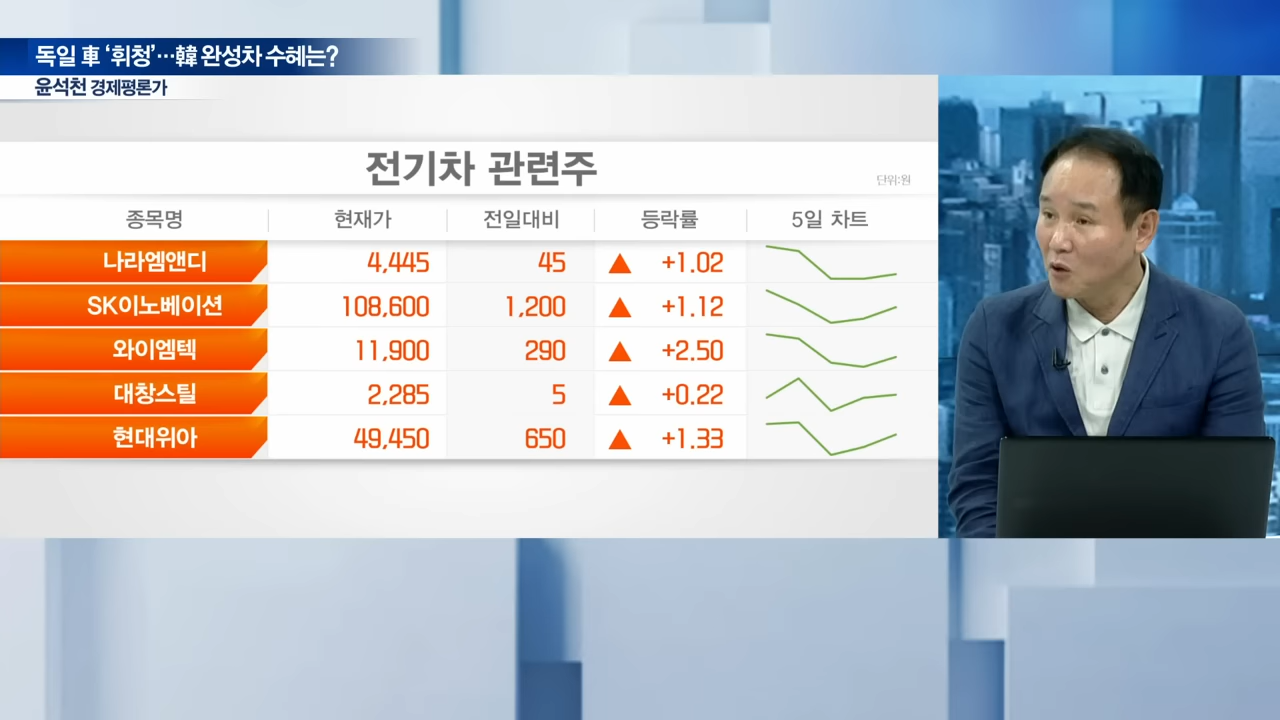 독일 車 ‘휘청’…韓 완성차 수혜는?
윤석천 경제평론가
전기차 관련주
단위:원
종목명 현재가 전일대비 등락률 5일 차트
나라엠앤디 4,445 45 ▲ +1.02
SK이노베이션 108,600 1,200 ▲ +1.12
와이엠텍 11,900 290 ▲ +2.50
대창스틸 2,285 5 ▲ +0.22
현대위아 49,450 650 ▲ +1.33